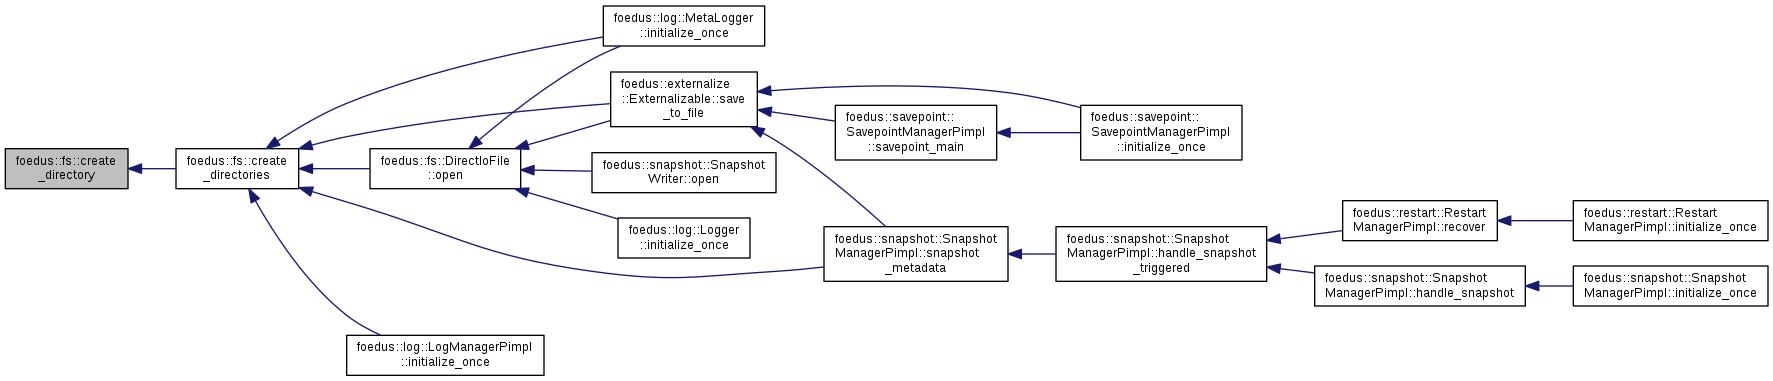 foedus::fs::create
_directory
foedus::fs::create
_directories
foedus::log::MetaLogger
::initialize_once
foedus::fs::DirectIoFile
::open
foedus::externalize
::Externalizable::save
_to_file
foedus::snapshot::Snapshot
Writer::open
foedus::log::Logger
::initialize_once
foedus::log::LogManagerPimpl
::initialize_once
foedus::savepoint::
SavepointManagerPimpl
::savepoint_main
foedus::savepoint::
SavepointManagerPimpl
::initialize_once
foedus::snapshot::Snapshot
ManagerPimpl::snapshot
_metadata
foedus::snapshot::Snapshot
ManagerPimpl::handle_snapshot
_triggered
foedus::restart::Restart
ManagerPimpl::recover
foedus::restart::Restart
ManagerPimpl::initialize_once
foedus::snapshot::Snapshot
ManagerPimpl::handle_snapshot
foedus::snapshot::Snapshot
ManagerPimpl::initialize_once